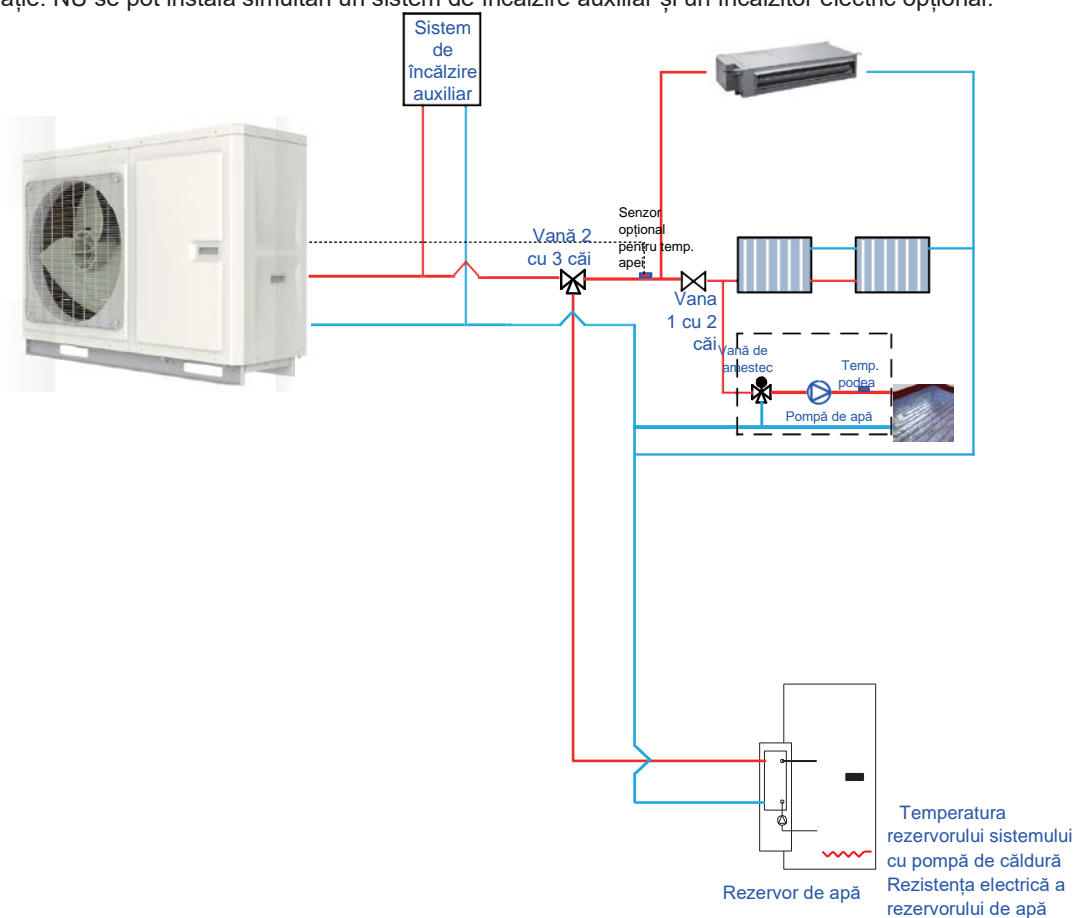 ație. NU se pot instala simultan un sistem de încălzire auxiliar și un încălzitor electric opțional.
Sistem
de
încălzire
auxiliar
Senzor
opțional
pentru temp.
apei
Vană 2
cu 3 căi
Vana
1 cu 2
căi
Vană de
amestec
Temp.
podea
Pompă de apă
Temperatura
rezervorului sistemului
cu pompă de căldură
Rezistența electrică a
rezervorului de apă
Rezervor de apă